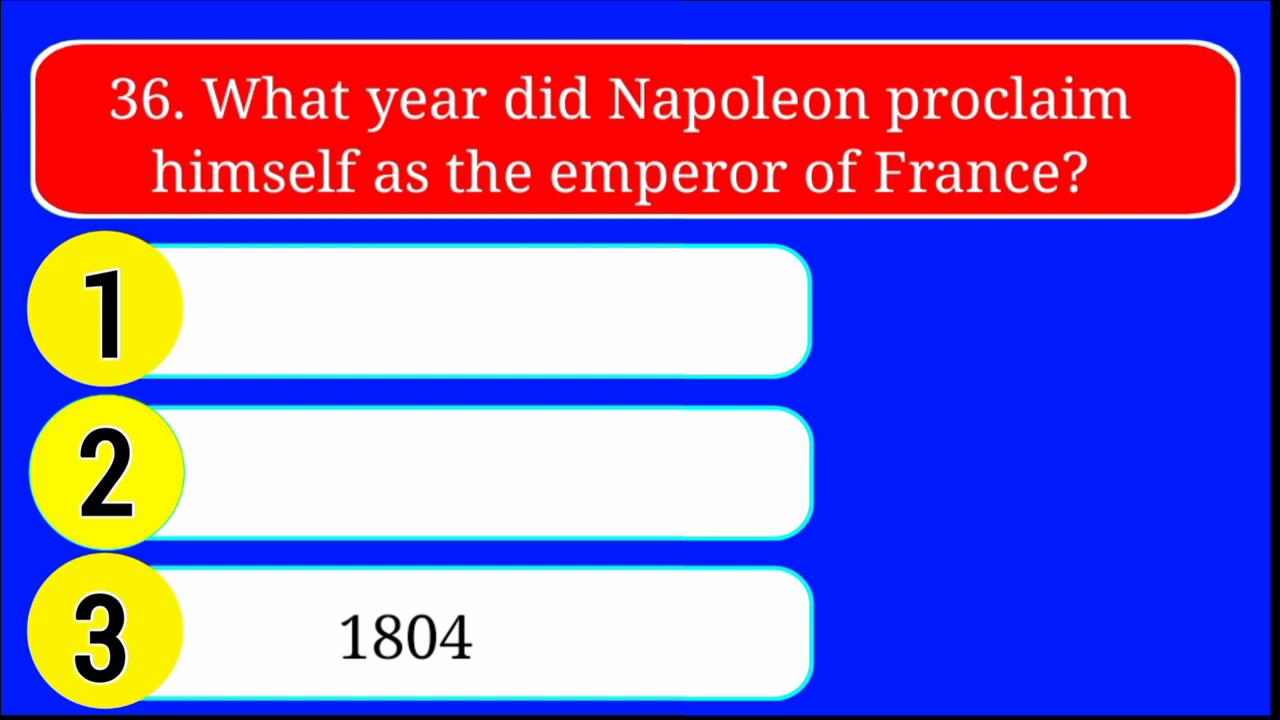 36. What year did Napoleon proclaim
himself as the emperor of France?
1
2
3 1804